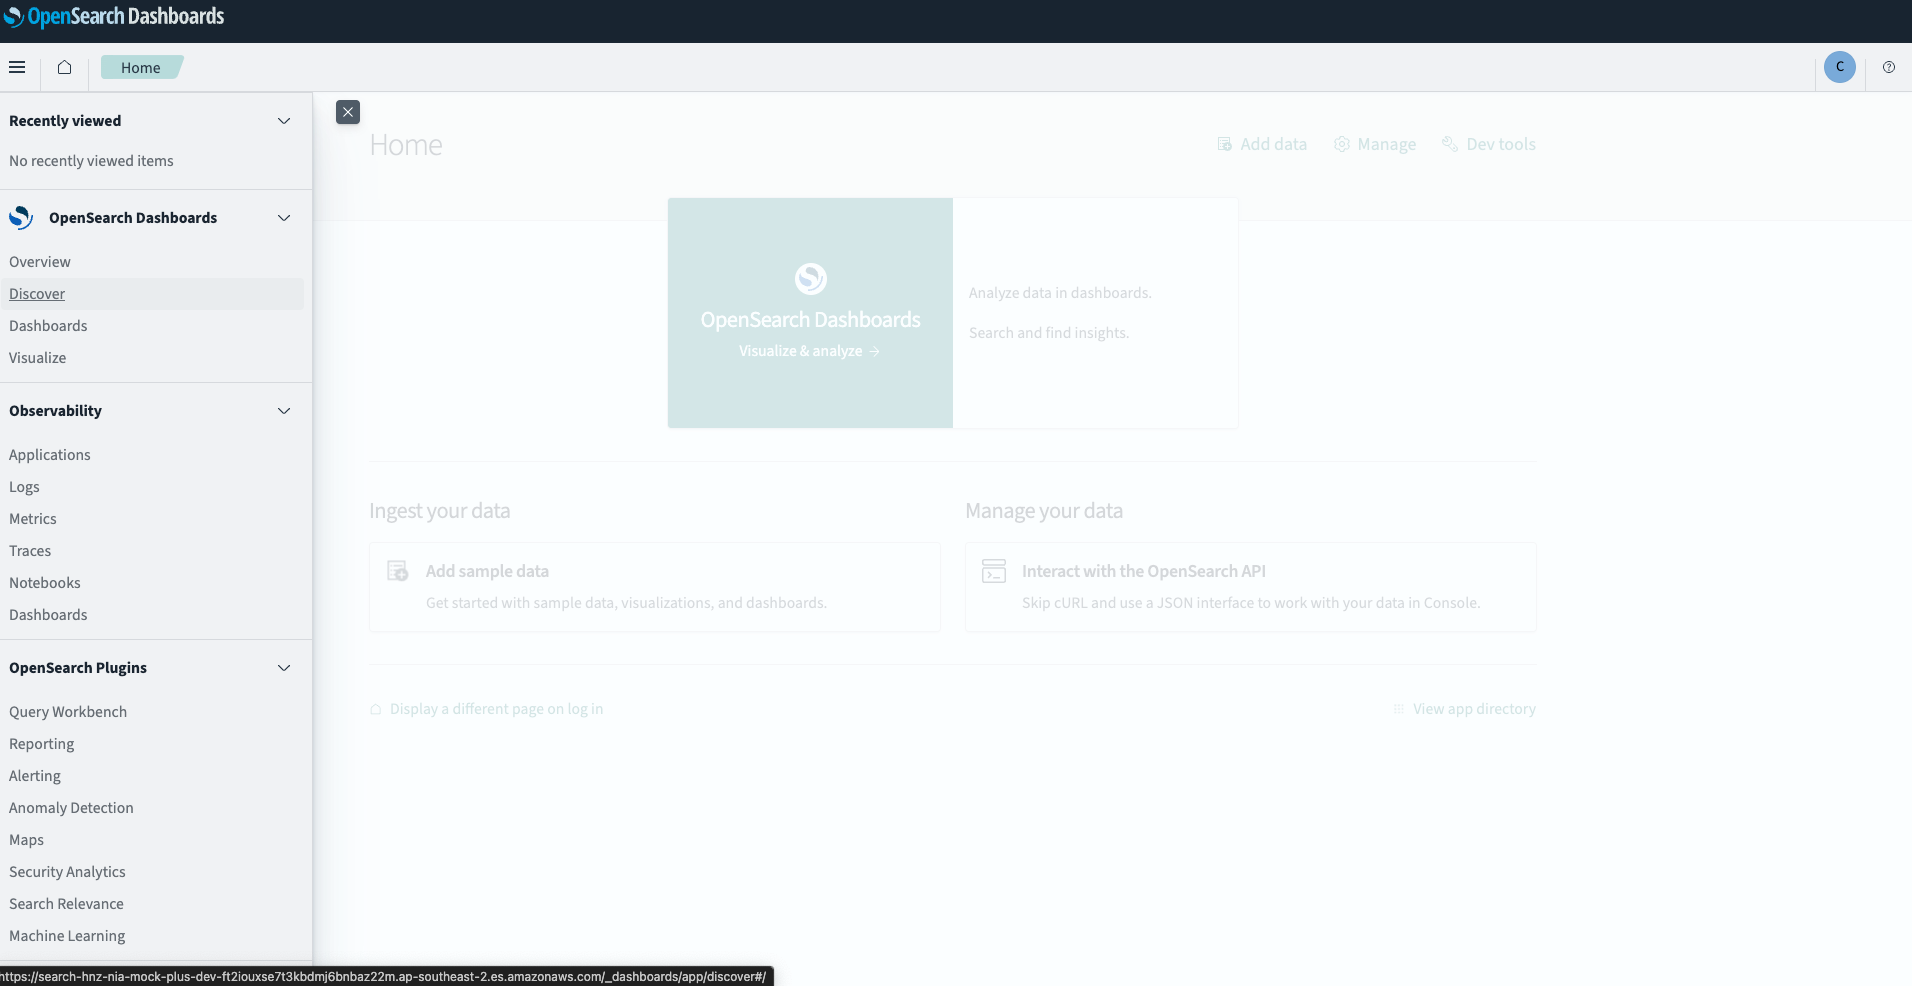 OpenSearch Dashboards
Home
C
Recently viewed
No recently viewed items
OpenSearch Dashboards
Overview
Discover
Dashboards
Visualize
Observability
Applications
Logs
Metrics
Traces
Notebooks
Dashboards
OpenSearch Plugins
Query Workbench
Reporting
Alerting
Anomaly Detection
Maps
Security Analytics
Search Relevance
Machine Learning
Home
Add data Manage Dev tools
OpenSearch Dashboards
Visualize & analyze →
Analyze data in dashboards.
Search and find insights.
Ingest your data
Add sample data
Get started with sample data, visualizations, and dashboards.
Manage your data
Interact with the OpenSearch API
Skip cURL and use a JSON interface to work with your data in Console.
Display a different page on log in
View app directory
https://search-hnz-nia-mock-plus-dev-ft2iouxse7t3kbdmj6bnbaz22m.ap-southeast-2.es.amazonaws.com/_dashboards/app/discover#/